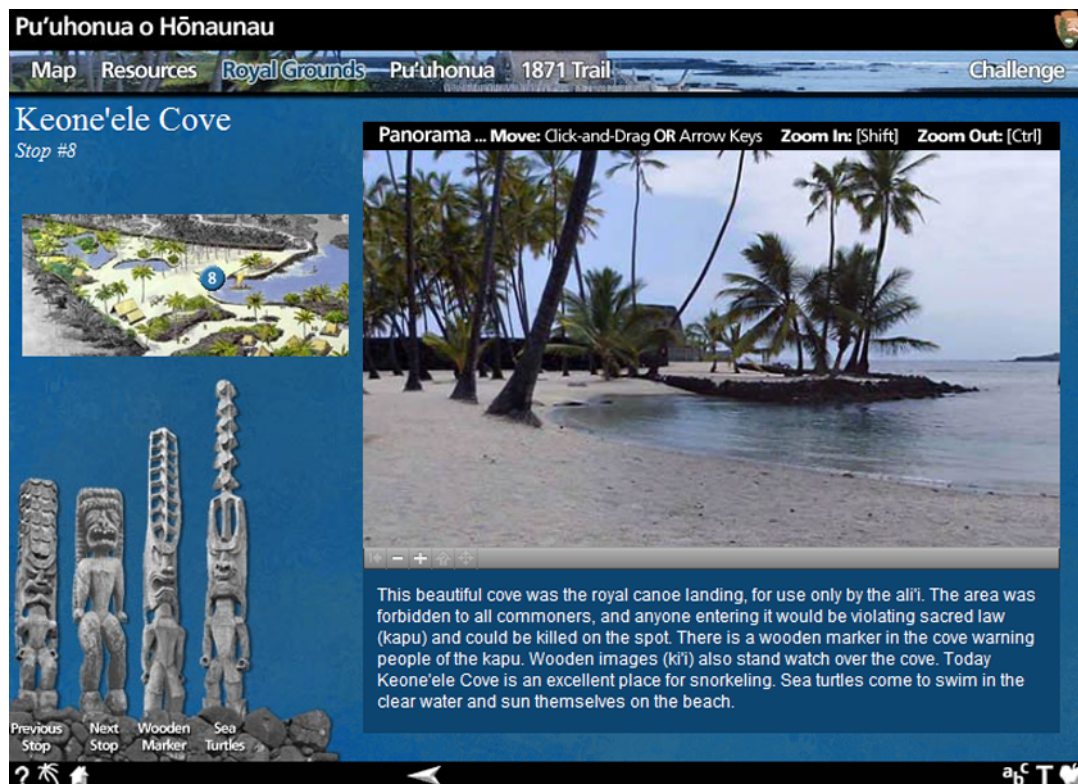 Pu'uhonua o Hōnaunau
Map Resources Royal Grounds Pu'uhonua 1871 Trail Challenge
Keone'ele Cove
Stop #8
Panorama ... Move: Click-and-Drag OR Arrow Keys Zoom In: [Shift] Zoom Out: [Ctrl]
8
This beautiful cove was the royal canoe landing, for use only by the ali'i. The area was
forbidden to all commoners, and anyone entering it would be violating sacred law
(kapu) and could be killed on the spot. There is a wooden marker in the cove warning
people of the kapu. Wooden images (ki'i) also stand watch over the cove. Today
Keone'ele Cove is an excellent place for snorkeling. Sea turtles come to swim in the
clear water and sun themselves on the beach.
Previous Next Wooden Sea
Stop Stop Marker Turtles
? abc T